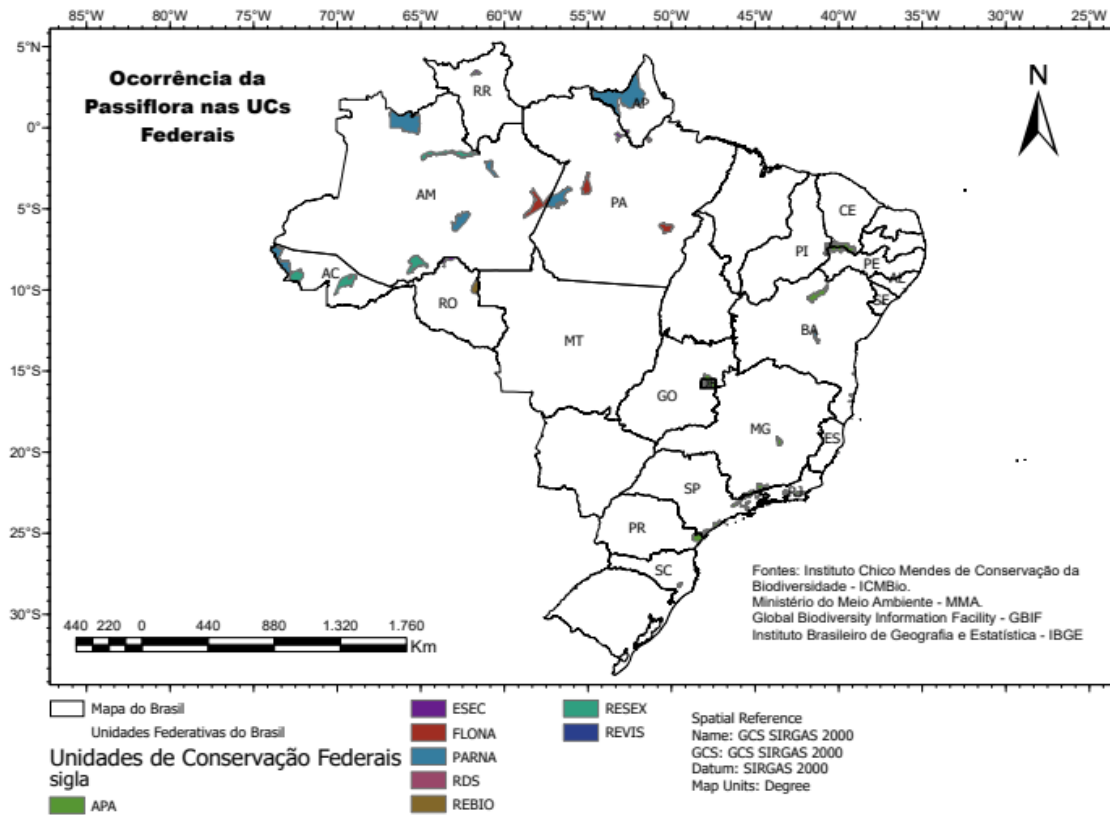 85°W 80°W 75°W 70°W 65°W 60°W 55°W 50°W 45°W 40°W 35°W 30°W 25°W
5°N
0°
5°S
10°S
15°S
20°S
25°S
30°S
Ocorrência da
Passiflora nas UCs
Federais
N
RR
AP
AM
PA
CE
PI
PE
AL
SE
AC
RO
BA
MT
GO
MG
ES
SP
RJ
PR
SC
440 220 0 440 880 1.320 1.760
Km
Fontes: Instituto Chico Mendes de Conservação da
Biodiversidade - ICMBio.
Ministério do Meio Ambiente - MMA.
Global Biodiversity Information Facility - GBIF
Instituto Brasileiro de Geografia e Estatística - IBGE
Mapa do Brasil
Unidades Federativas do Brasil
Unidades de Conservação Federais
sigla
APA
ESEC
FLONA
PARNA
RDS
REBIO
RESEX
REVIS
Spatial Reference
Name: GCS SIRGAS 2000
GCS: GCS SIRGAS 2000
Datum: SIRGAS 2000
Map Units: Degree